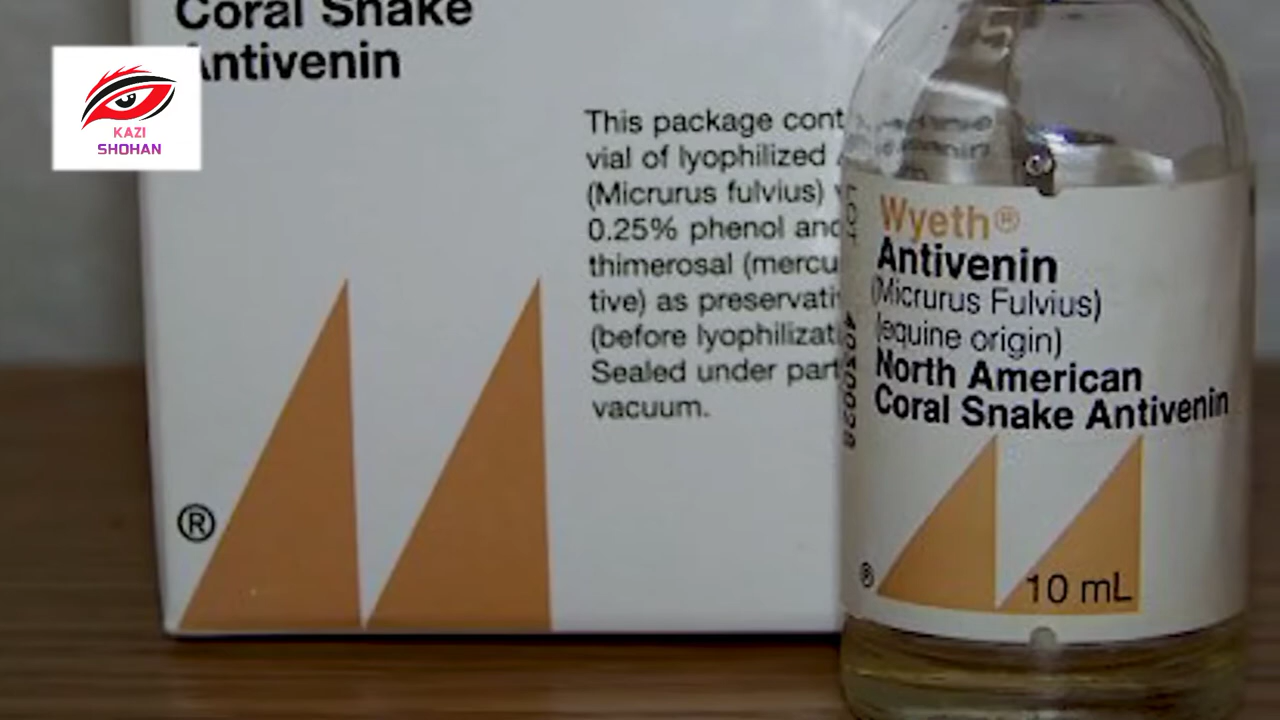 Coral Snake
Antivenin
KAZI
SHOHAN
This package cont
vial of lyophilized
(Micrurus fulvius)
0.25% phenol and
thimerosal (mercu
tive) as preservati
(before lyophilizat
Sealed under part
vacuum.
®
Wyeth®
Antivenin
(Micrurus Fulvius)
(equine origin)
North American
Coral Snake Antivenin
®
10 mL